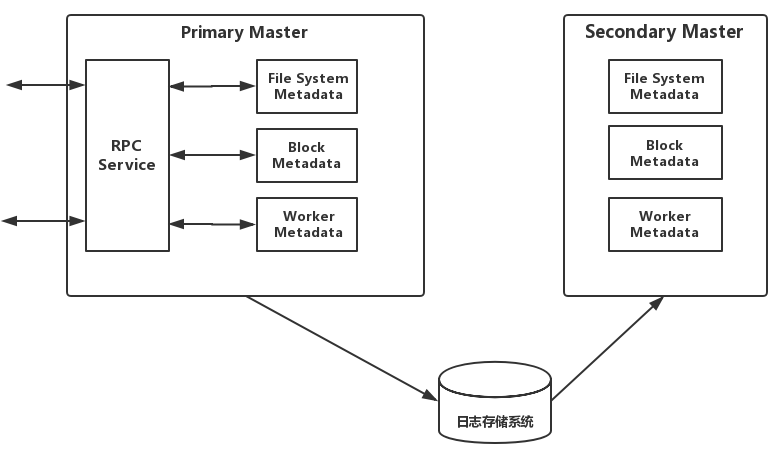 Primary Master
RPC
Service
File System
Metadata
Block
Metadata
Worker
Metadata
Secondary Master
File System
Metadata
Block
Metadata
Worker
Metadata
日志存储系统